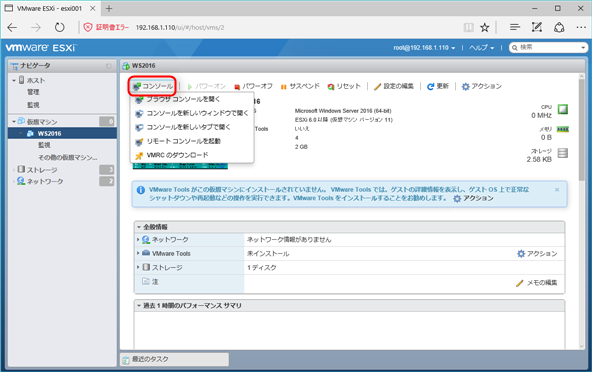 VMware ESXi - esxi001
証明書エラー 192.168.1.110/ui/#/host/vms/2
vmware ESXi™ root@192.168.1.110 ヘルプ 検索
ナビゲータ
ホスト
管理
監視
仮想マシン 0
WS2016
監視
その他の仮想マシン...
ストレージ 3
ネットワーク 2
WS2016
コンソール パワーオン パワーオフ サスペンド リセット 設定の編集 更新 アクション
ブラウザ コンソールを開く
コンソールを新しいウィンドウで開く
コンソールを新しいタブで開く
リモート コンソールを起動
VMRC のダウンロード
16
Microsoft Windows Server 2016 (64-bit)
ESXi 6.0 以降 (仮想マシン バージョン 11)
Tools いいえ
4
2 GB
CPU
0 MHz
メモリ
0 B
ストレージ
2.58 KB
VMware Tools がこの仮想マシンにインストールされていません。VMware Tools では、ゲストの詳細情報を表示し、ゲスト OS 上で正常な
シャットダウンや再起動などの操作を実行できます。VMware Tools をインストールすることをお勧めします。 アクション
全般情報
ネットワーク ネットワーク情報がありません
VMware Tools 未インストール アクション
ストレージ 1 ディスク
注 メモの編集
過去 1 時間のパフォーマンス サマリ
最近のタスク